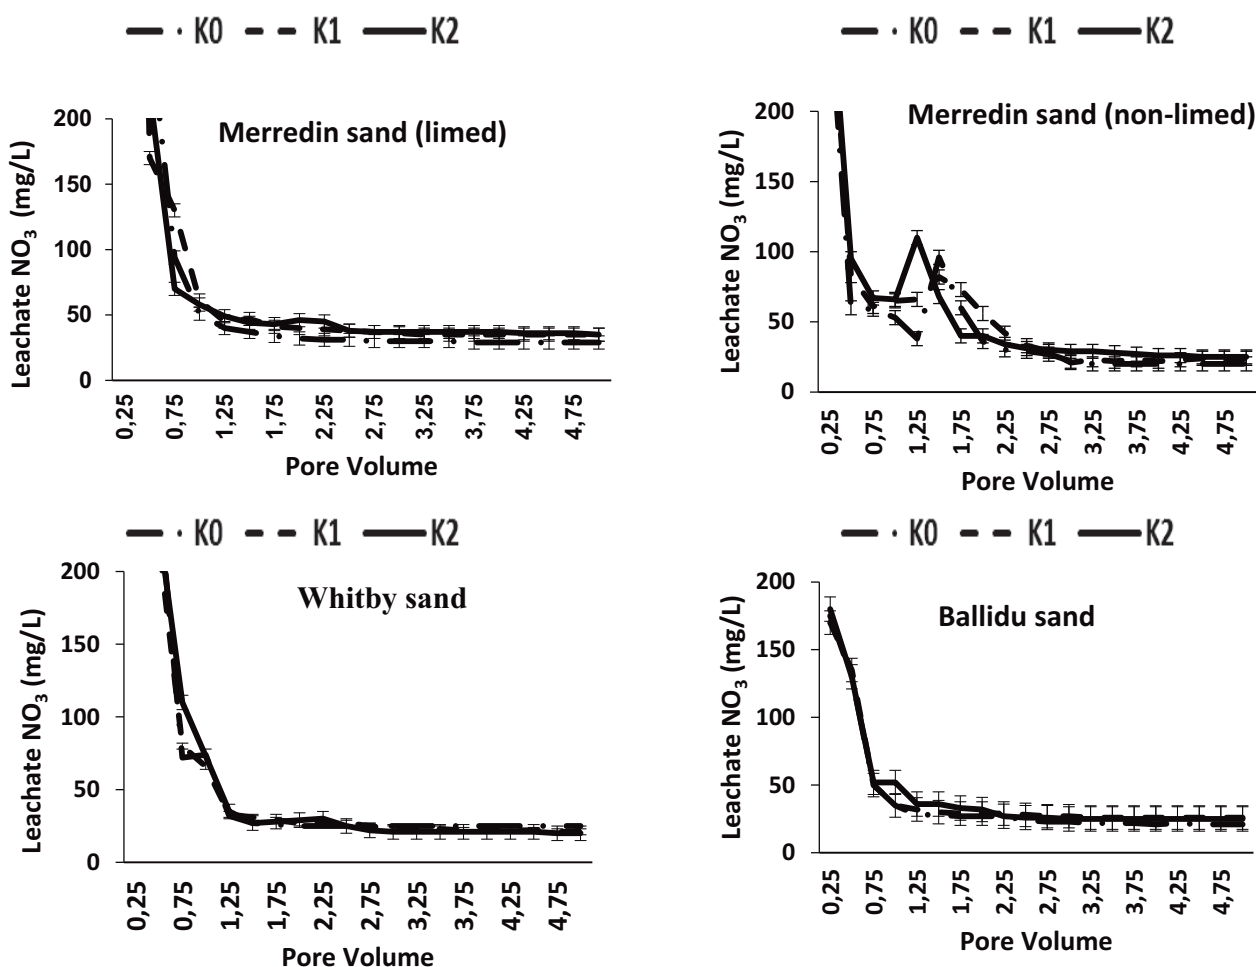 K0 K1 K2
Merredin sand (limed)
Leachate NO3 (mg/L)
200
150
100
50
0
0,25 0,75 1,25 1,75 2,25 2,75 3,25 3,75 4,25 4,75
Pore Volume
K0 K1 K2
Merredin sand (non-limed)
Leachate NO3 (mg/L)
200
150
100
50
0
0,25 0,75 1,25 1,75 2,25 2,75 3,25 3,75 4,25 4,75
Pore Volume
K0 K1 K2
Whitby sand
Leachate NO3 (mg/L)
200
150
100
50
0
0,25 0,75 1,25 1,75 2,25 2,75 3,25 3,75 4,25 4,75
Pore Volume
K0 K1 K2
Ballidu sand
Leachate NO3 (mg/L)
200
150
100
50
0
0,25 0,75 1,25 1,75 2,25 2,75 3,25 3,75 4,25 4,75
Pore Volume